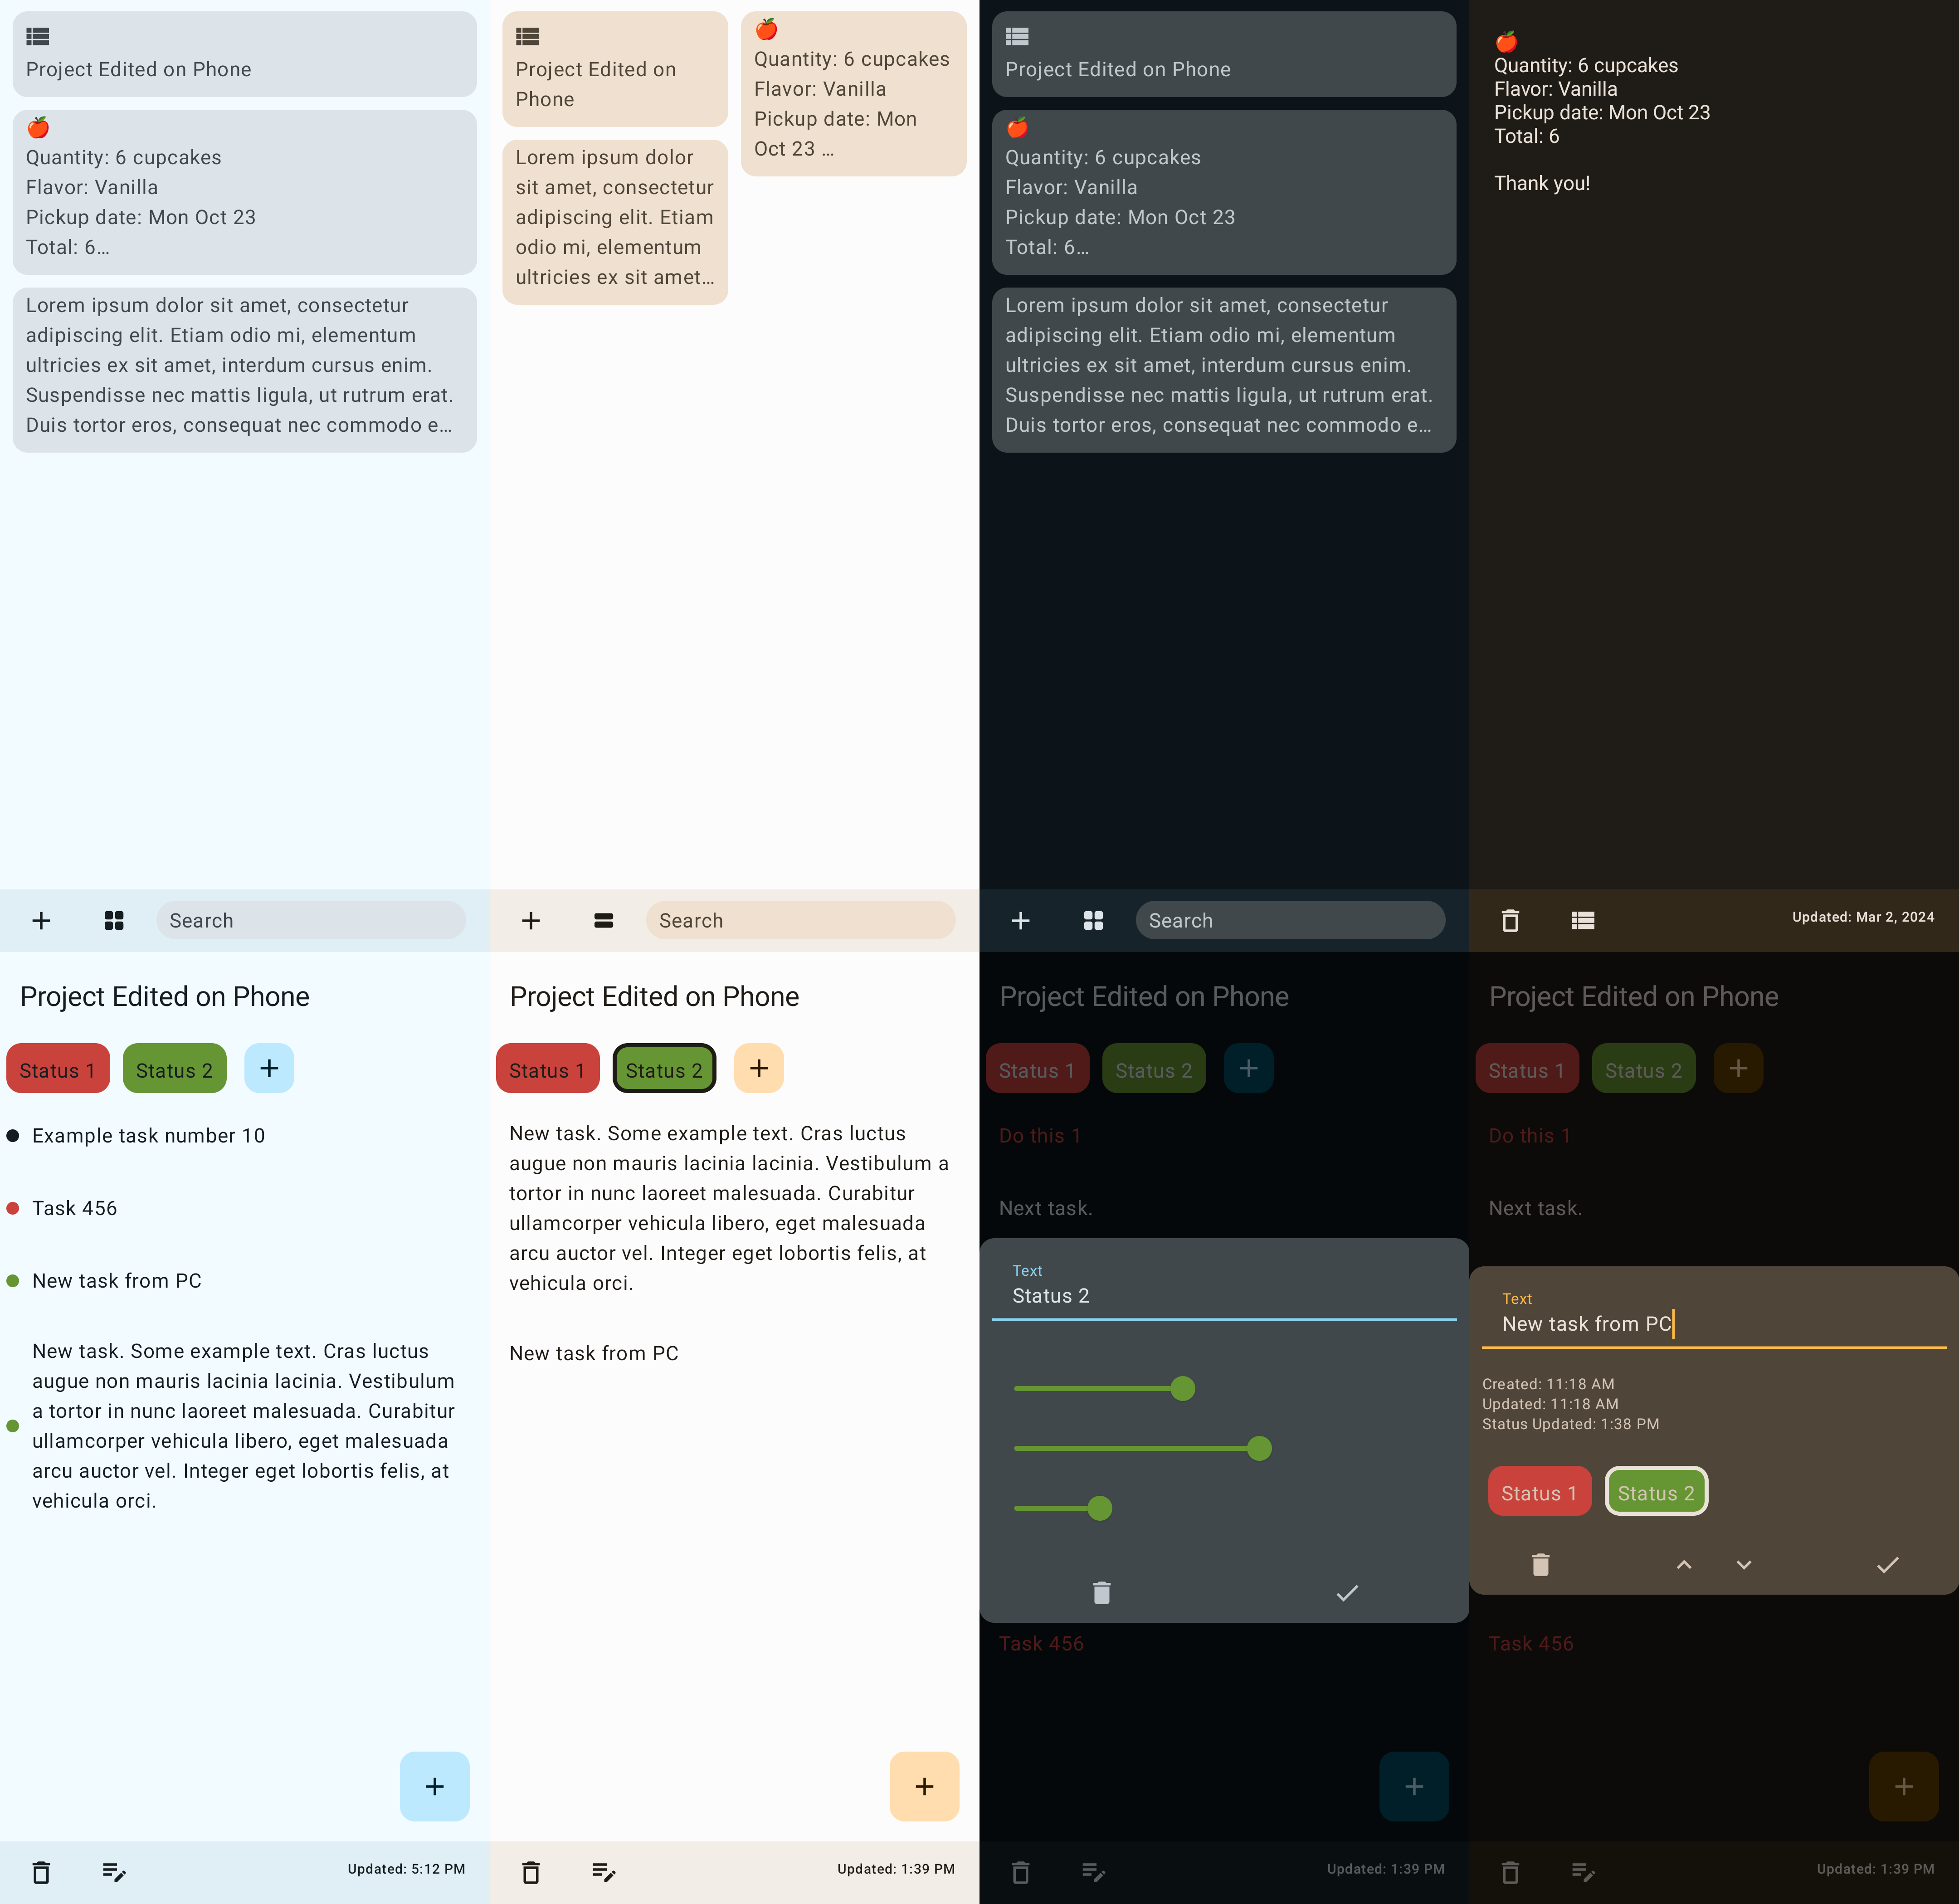 Project Edited on Phone
🍎
Quantity: 6 cupcakes
Flavor: Vanilla
Pickup date: Mon Oct 23
Total: 6…
Lorem ipsum dolor sit amet, consectetur
adipiscing elit. Etiam odio mi, elementum
ultricies ex sit amet, interdum cursus enim.
Suspendisse nec mattis ligula, ut rutrum erat.
Duis tortor eros, consequat nec commodo e…
Search
Project Edited on
Phone
Lorem ipsum dolor
sit amet, consectetur
adipiscing elit. Etiam
odio mi, elementum
ultricies ex sit amet…
🍎
Quantity: 6 cupcakes
Flavor: Vanilla
Pickup date: Mon
Oct 23 …
Search
Project Edited on Phone
🍎
Quantity: 6 cupcakes
Flavor: Vanilla
Pickup date: Mon Oct 23
Total: 6…
Lorem ipsum dolor sit amet, consectetur
adipiscing elit. Etiam odio mi, elementum
ultricies ex sit amet, interdum cursus enim.
Suspendisse nec mattis ligula, ut rutrum erat.
Duis tortor eros, consequat nec commodo e…
Search
🍎
Quantity: 6 cupcakes
Flavor: Vanilla
Pickup date: Mon Oct 23
Total: 6
Thank you!
Updated: Mar 2, 2024
Project Edited on Phone
Status 1 Status 2 +
Example task number 10
Task 456
New task from PC
New task. Some example text. Cras luctus
augue non mauris lacinia lacinia. Vestibulum
a tortor in nunc laoreet malesuada. Curabitur
ullamcorper vehicula libero, eget malesuada
arcu auctor vel. Integer eget lobortis felis, at
vehicula orci.
+
Updated: 5:12 PM
Project Edited on Phone
Status 1 Status 2 +
New task. Some example text. Cras luctus
augue non mauris lacinia lacinia. Vestibulum a
tortor in nunc laoreet malesuada. Curabitur
ullamcorper vehicula libero, eget malesuada
arcu auctor vel. Integer eget lobortis felis, at
vehicula orci.
New task from PC
+
Updated: 1:39 PM
Project Edited on Phone
Status 1 Status 2 +
Do this 1
Next task.
Text
Status 2
Task 456
+
Updated: 1:39 PM
Project Edited on Phone
Status 1 Status 2 +
Do this 1
Next task.
Text
New task from PC
Created: 11:18 AM
Updated: 11:18 AM
Status Updated: 1:38 PM
Status 1 Status 2
Task 456
+
Updated: 1:39 PM